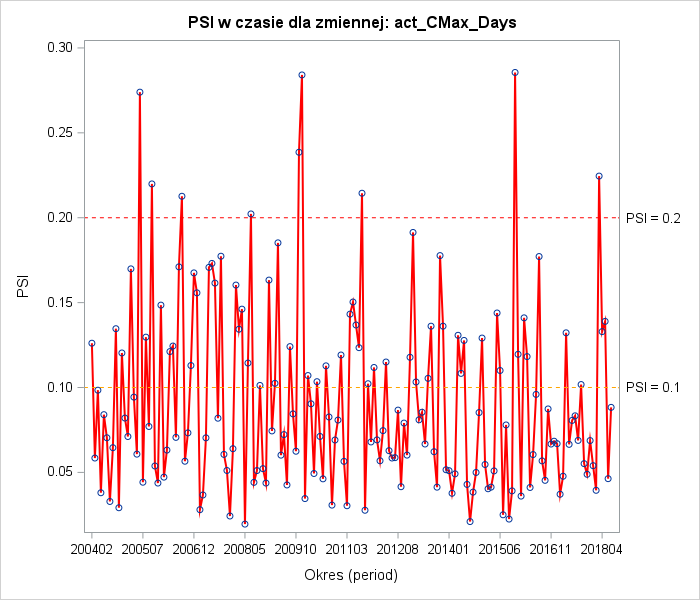 PSI w czasie dla zmiennej: act_CMax_Days
0.30
0.25
0.20
PSI = 0.2
PSI
0.15
0.10
PSI = 0.1
0.05
200402 200507 200612 200805 200910 201103 201208 201401 201506 201611 201804
Okres (period)